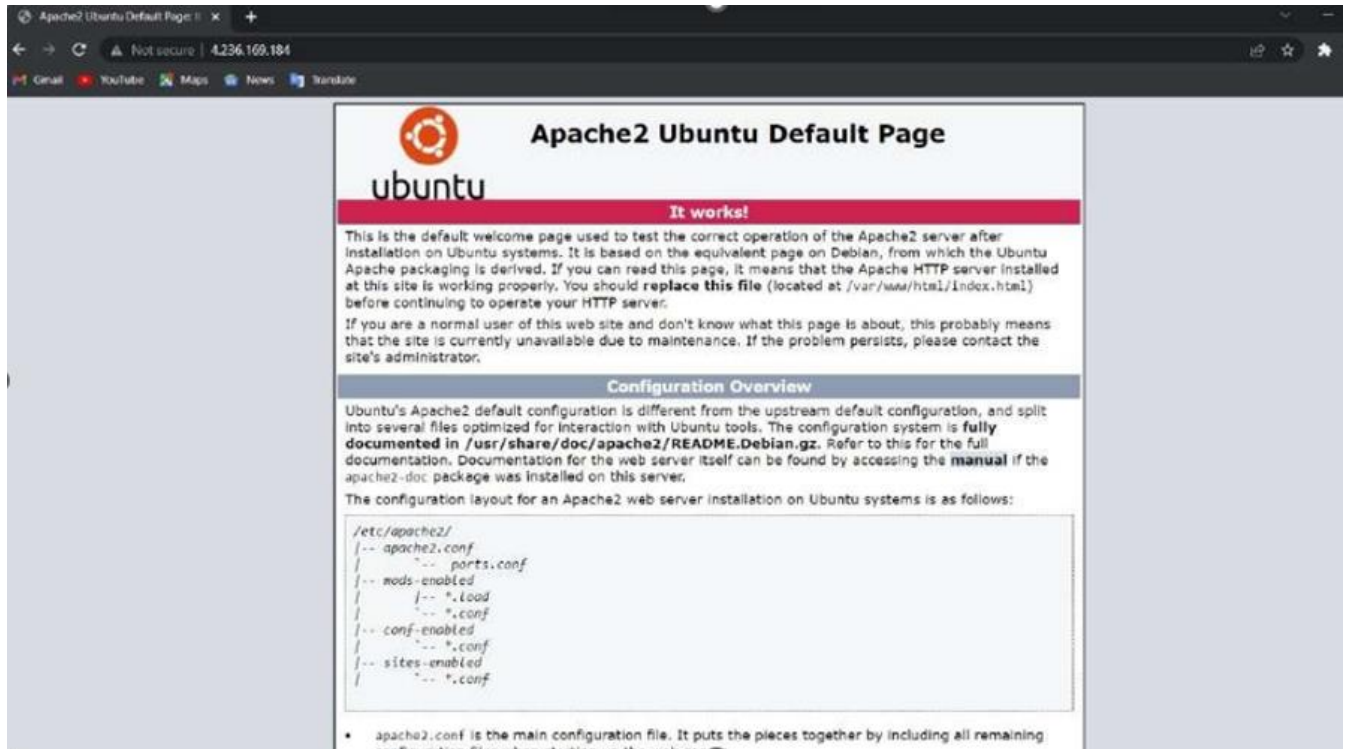 Apache2 Ubuntu Default Page: I
Not secure | 4.236.169.184
Gmail YouTube Maps News Translate
Apache2 Ubuntu Default Page
ubuntu
It works!
This is the default welcome page used to test the correct operation of the Apache2 server after
installation on Ubuntu systems. It is based on the equivalent page on Debian, from which the Ubuntu
Apache packaging is derived. If you can read this page, it means that the Apache HTTP server installed
at this site is working properly. You should replace this file (located at /var/www/html/index.html)
before continuing to operate your HTTP server.
If you are a normal user of this web site and don't know what this page is about, this probably means
that the site is currently unavailable due to maintenance. If the problem persists, please contact the
site's administrator.
Configuration Overview
Ubuntu's Apache2 default configuration is different from the upstream default configuration, and split
into several files optimized for interaction with Ubuntu tools. The configuration system is fully
documented in /usr/share/doc/apache2/README.Debian.gz. Refer to this for the full
documentation. Documentation for the web server itself can be found by accessing the manual if the
apache2-doc package was installed on this server.
The configuration layout for an Apache2 web server installation on Ubuntu systems is as follows:
/etc/apache2/
|-- apache2.conf
|       `--  ports.conf
|-- mods-enabled
|       |-- *.load
|       `-- *.conf
|-- conf-enabled
|       `-- *.conf
|-- sites-enabled
|       `-- *.conf
• apache2.conf is the main configuration file. It puts the pieces together by including all remaining